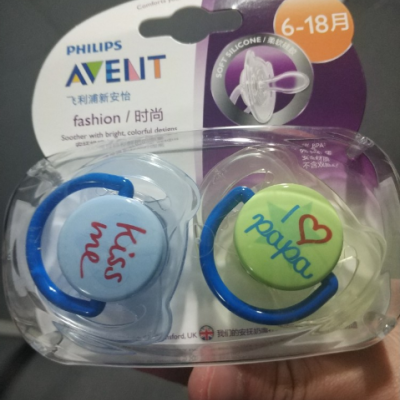 PHILIPS
AVENT
飞利浦新安怡
fashion / 时尚
Soother with bright, colorful designs
6-18月
SOFT SILICONE /
kiss
me
I ❤
papa
UK